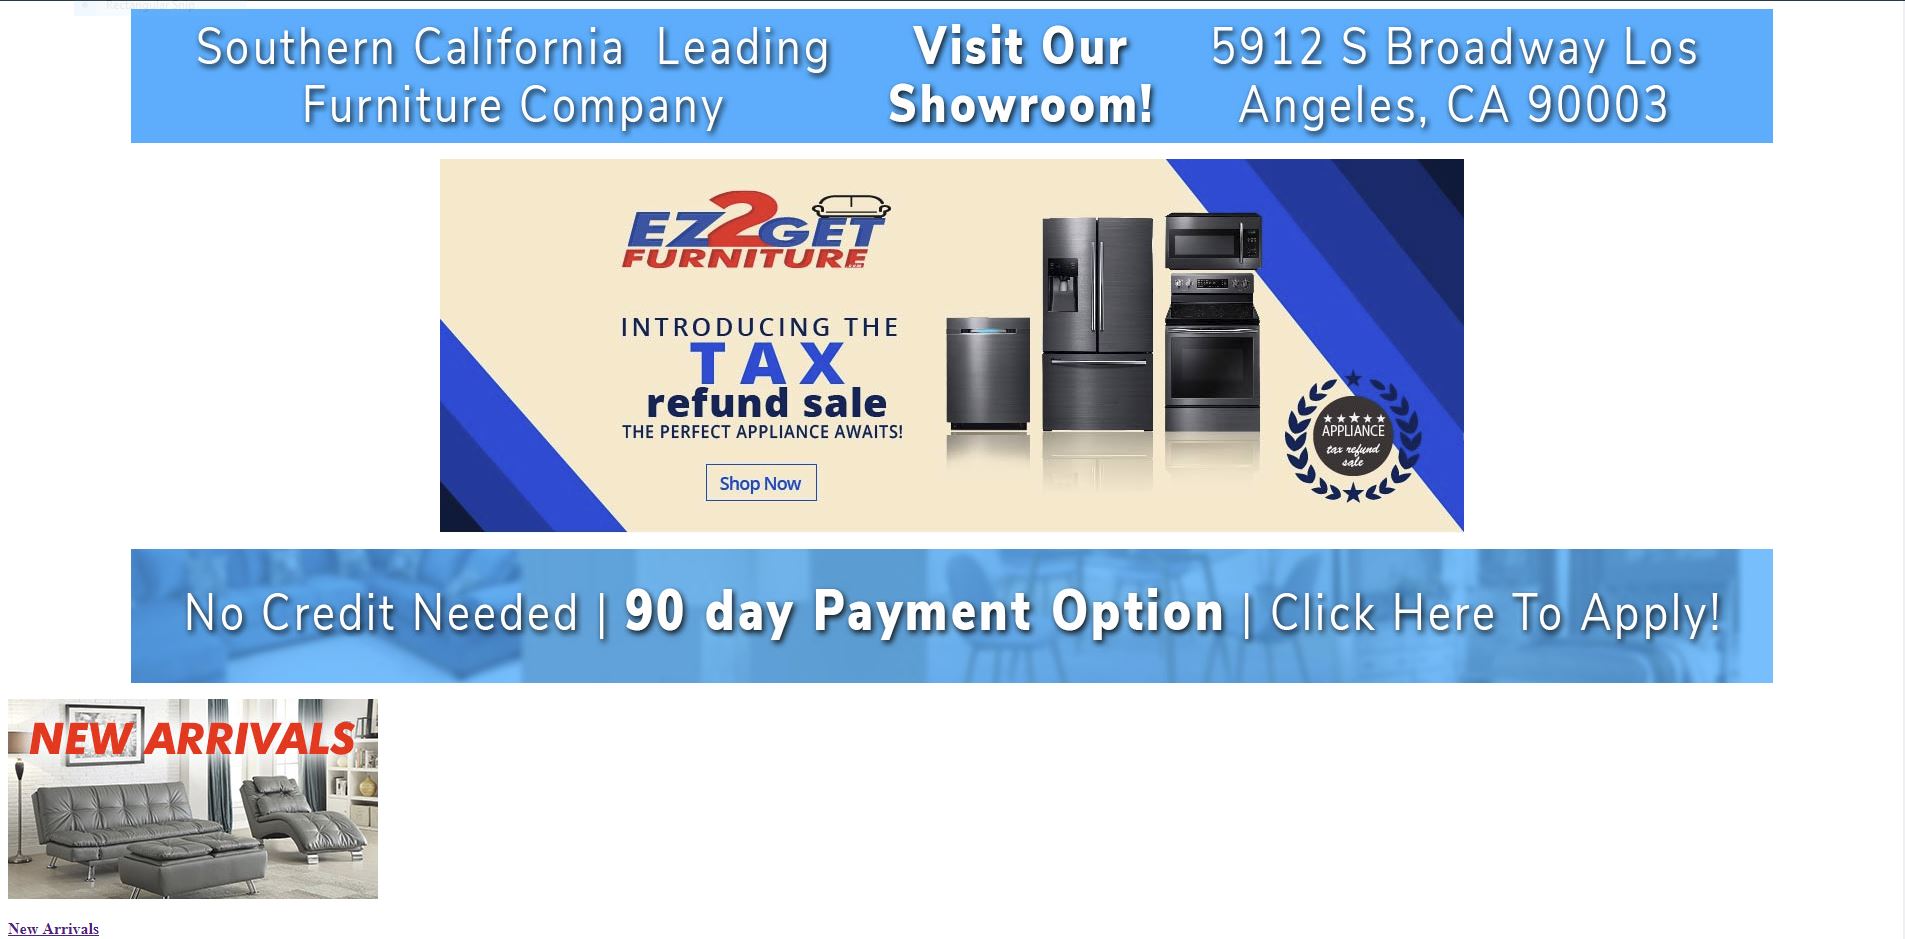 Rectangular Snip
Southern California Leading
Furniture Company
Visit Our
Showroom!
5912 S Broadway Los
Angeles, CA 90003
EZ2GET
FURNITURE
INTRODUCING THE
TAX
refund sale
THE PERFECT APPLIANCE AWAITS!
Shop Now
APPLIANCE
tax refund
sale
No Credit Needed | 90 day Payment Option | Click Here To Apply!
NEW ARRIVALS
New Arrivals